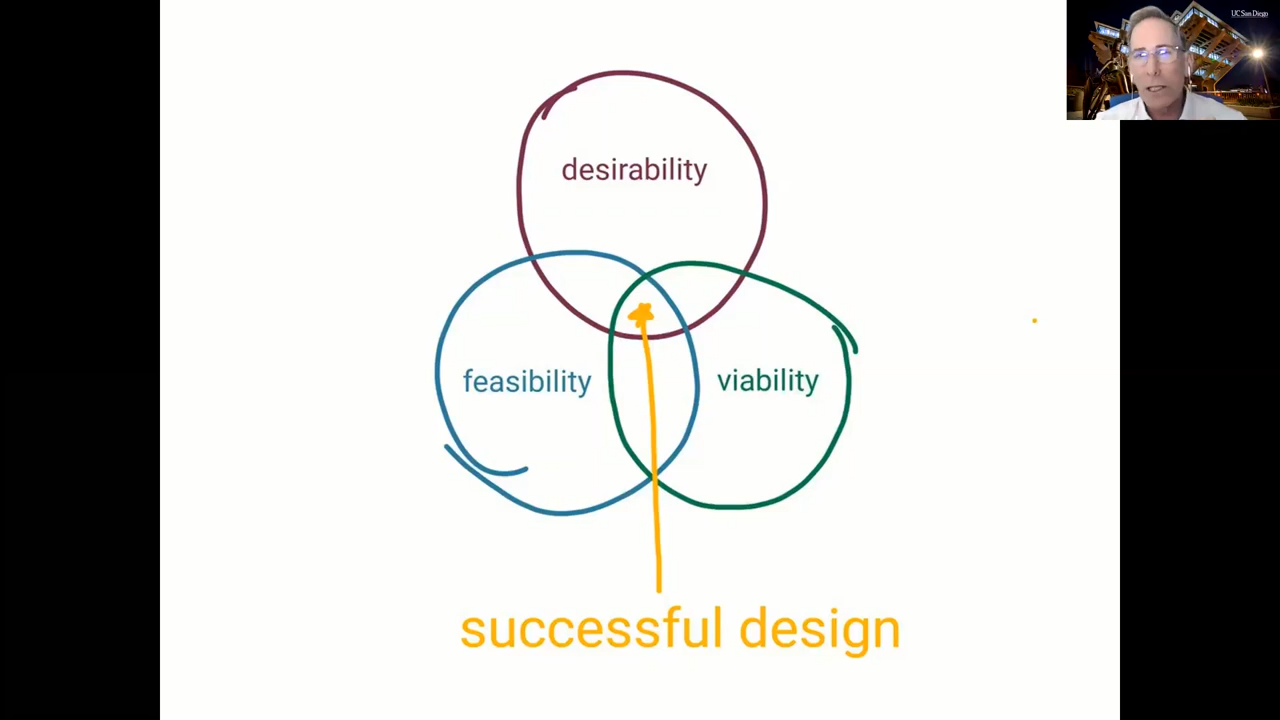 UC San Diego
desirability
feasibility
viability
successful design